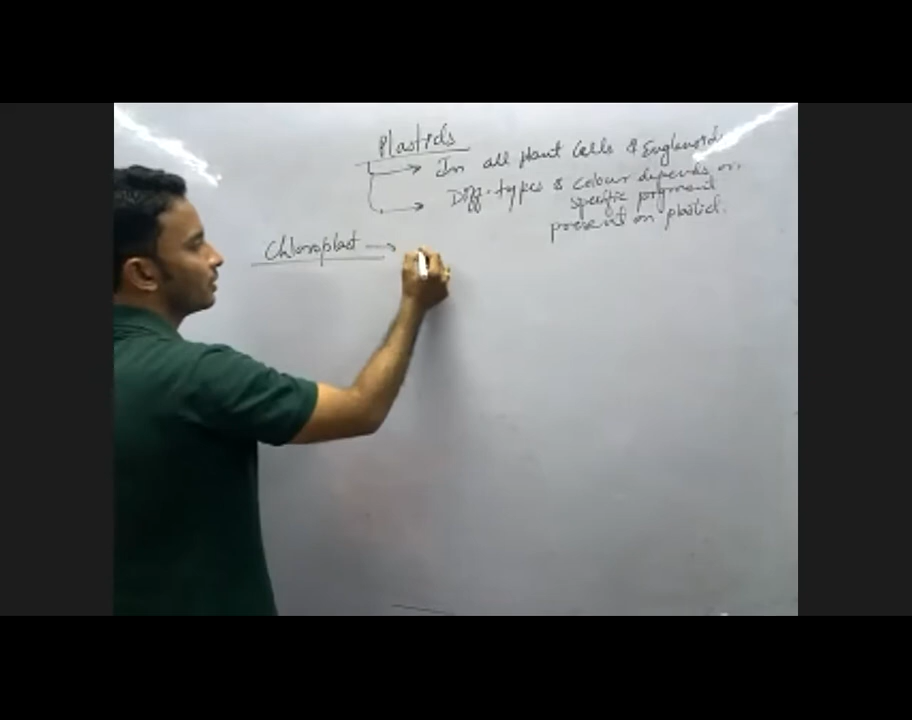 Plastids
→ In all plant cells & Euglenoids
→ Diff. types & colour depends on
specific pigment
present on plastid.
Chloroplast →